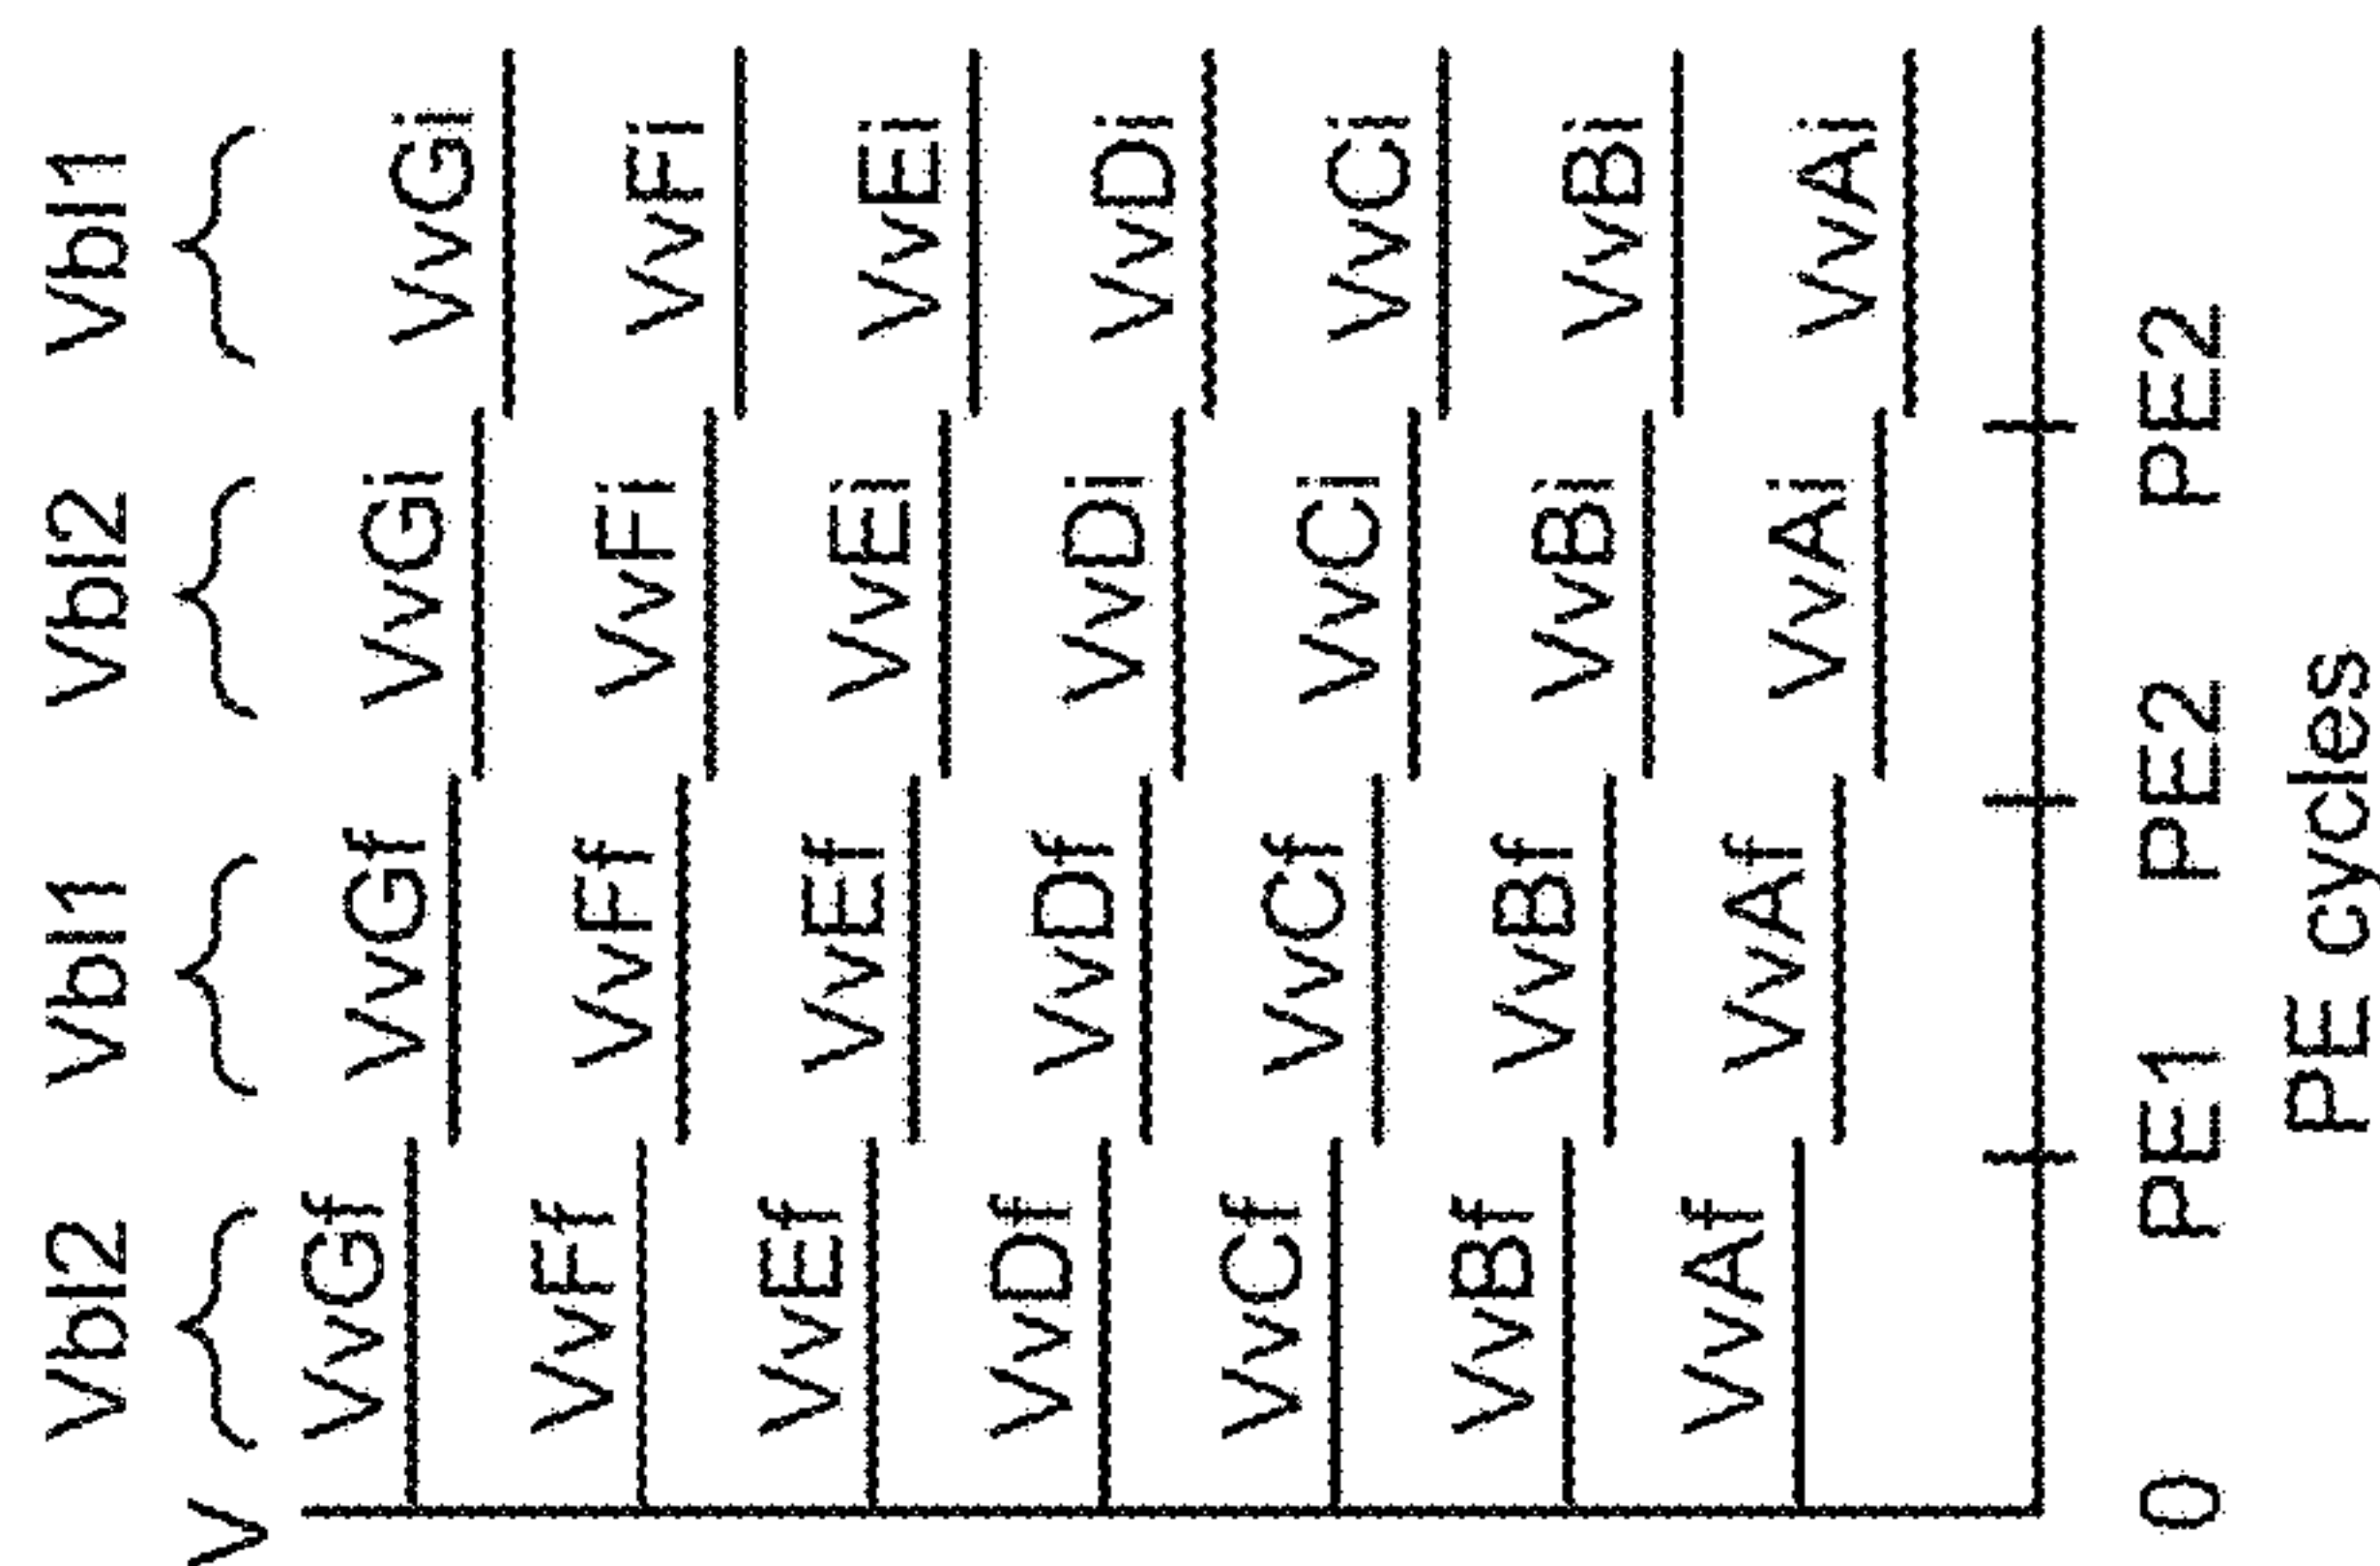 Vbl2 Vbl1 Vbl2 Vbl1
V
VvGf VvGf VvGi VvGi
VvFf VvFf VvFi VvFi
VvEf VvEf VvEi VvEi
VvDf VvDf VvDi VvDi
VvCf VvCf VvCi VvCi
VvBf VvBf VvBi VvBi
VvAf VvAf VvAi VvAi
0 PE1 PE2 PE2
PE cycles